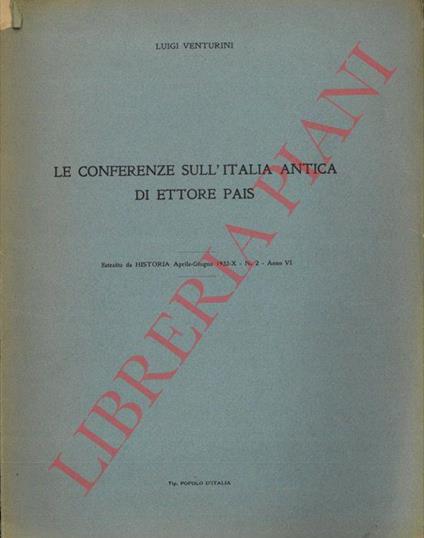 LUIGI VENTURINI
LE CONFERENZE SULL'ITALIA ANTICA
DI ETTORE PAIS
Estratto da HISTORIA Aprile-Giugno 1932-X - N. 2 - Anno VI
LIBRERIA PIANI
Tip. POPOLO D'ITALIA